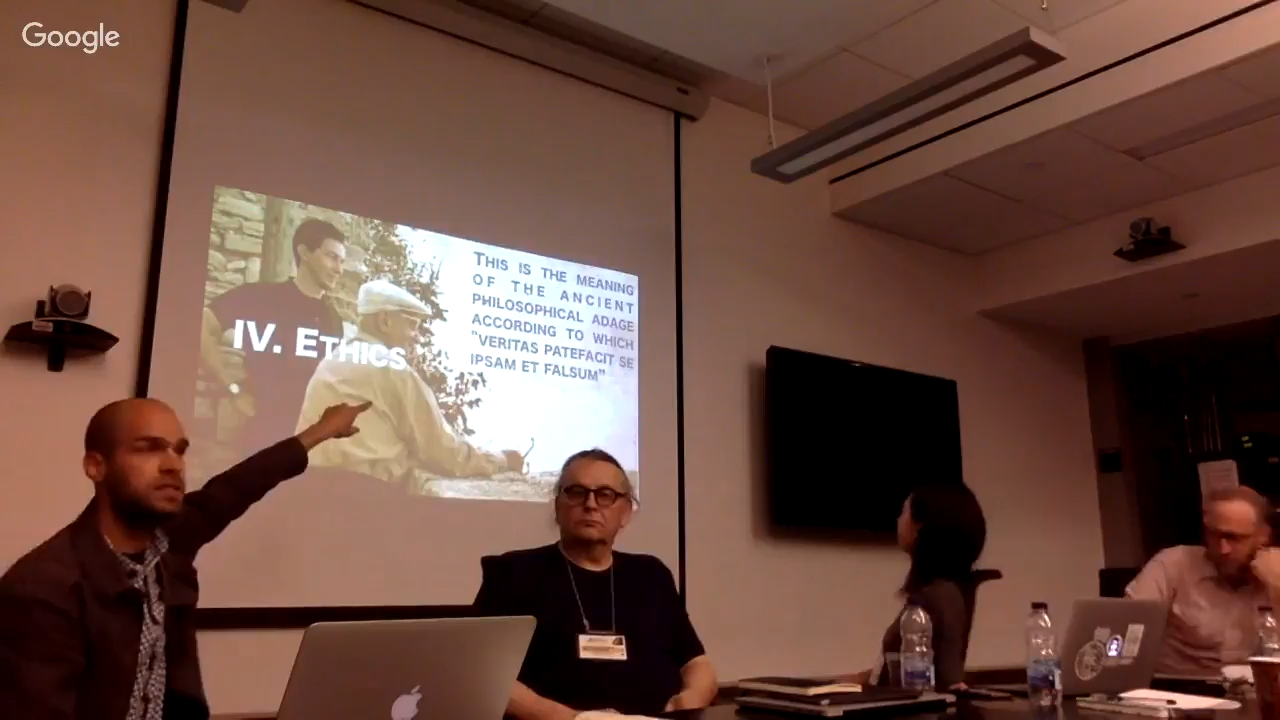 Google
IV. ETHICS
THIS IS THE MEANING
OF THE ANCIENT
PHILOSOPHICAL ADAGE
ACCORDING TO WHICH
"VERITAS PATEFACIT SE
IPSAM ET FALSUM"